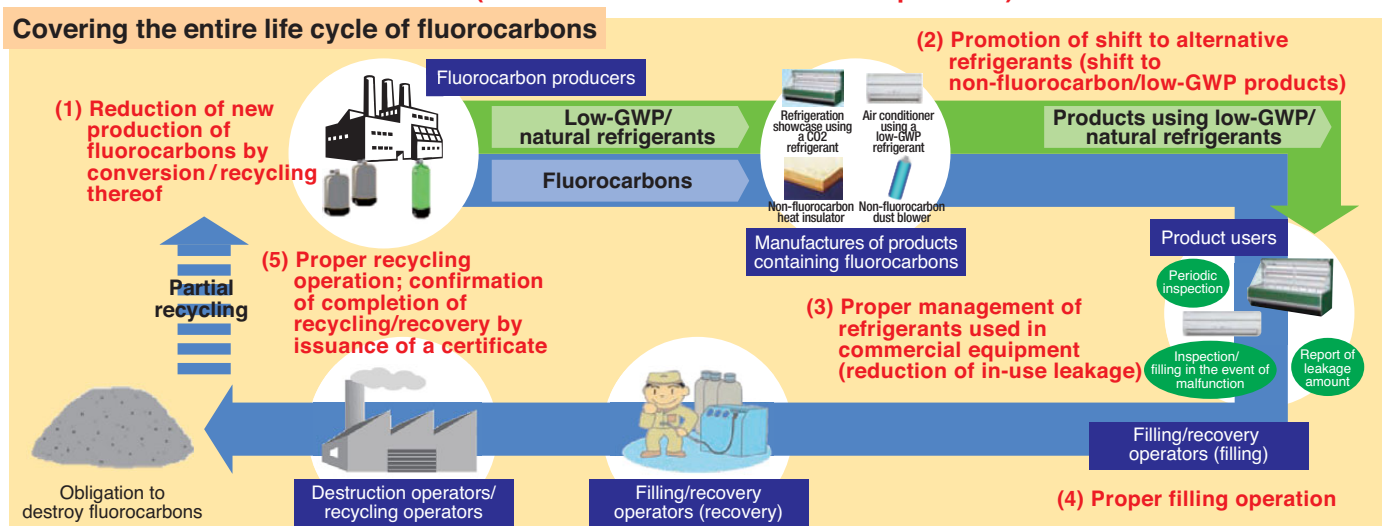 Covering the entire life cycle of fluorocarbons
Fluorocarbon producers
(1) Reduction of new
production of
fluorocarbons by
conversion / recycling
thereof
Low-GWP/
natural refrigerants
Fluorocarbons
Refrigeration
showcase using
a CO2
refrigerant
Air conditioner
using a
low-GWP
refrigerant
Non-fluorocarbon
heat insulator
Non-fluorocarbon
dust blower
Manufactures of products
containing fluorocarbons
(2) Promotion of shift to alternative
refrigerants (shift to
non-fluorocarbon/low-GWP products)
Products using low-GWP/
natural refrigerants
Product users
Periodic
inspection
Inspection/
filling in the event of
malfunction
Report of
leakage
amount
(3) Proper management of
refrigerants used in
commercial equipment
(reduction of in-use leakage)
Filling/recovery
operators (filling)
(4) Proper filling operation
Filling/recovery
operators (recovery)
(5) Proper recycling
operation; confirmation
of completion of
recycling/recovery by
issuance of a certificate
Destruction operators/
recycling operators
Partial
recycling
Obligation to
destroy fluorocarbons